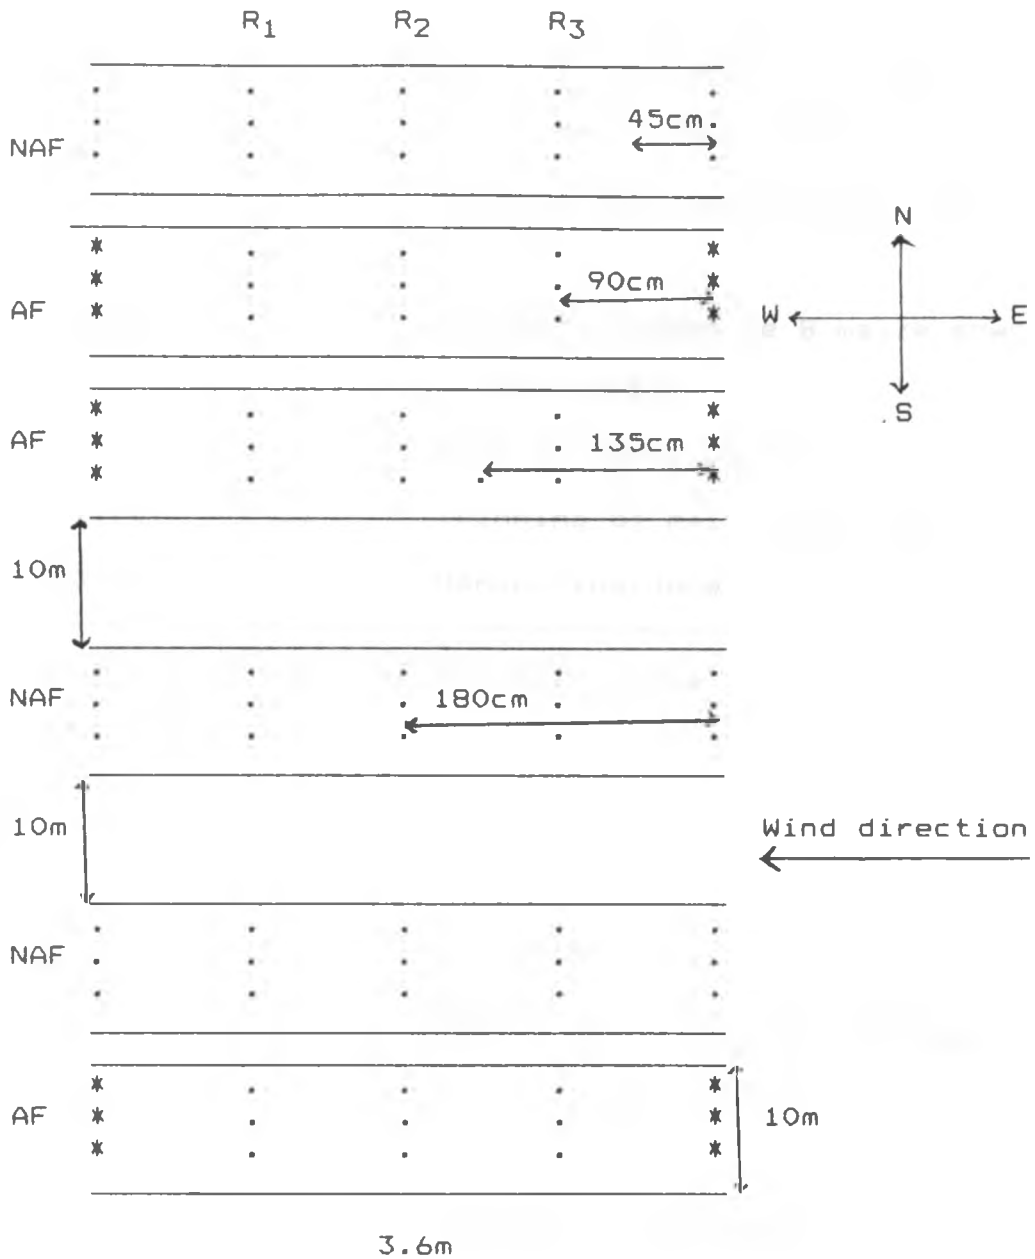 R1 R2 R3
45cm
NAF
N
90cm
AF
W E
S
AF
135cm
10m
NAF
180cm
10m
Wind direction
NAF
AF
10m
3.6m